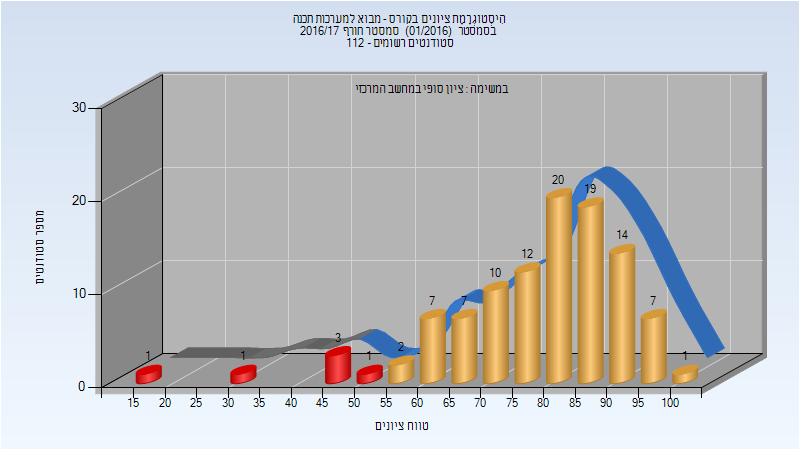 היסטוגרמת ציונים בקורס - מבוא למערכות תכנה
בסמסטר (01/2016) סמסטר חורף 2016/17
סטודנטים רשומים - 112
במשימה : ציון סופי במחשב המרכזי
30
20
10
0
מספר סטודנטים
1
1
3
1
2
7
7
10
12
20
19
14
7
1
15 20 25 30 35 40 45 50 55 60 65 70 75 80 85 90 95 100
טווח ציונים